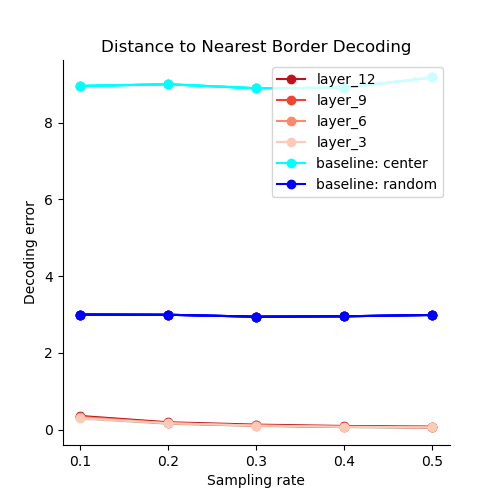 Distance to Nearest Border Decoding
layer_12
layer_9
layer_6
layer_3
baseline: center
baseline: random
Decoding error
8
6
4
2
0
0.1 0.2 0.3 0.4 0.5
Sampling rate